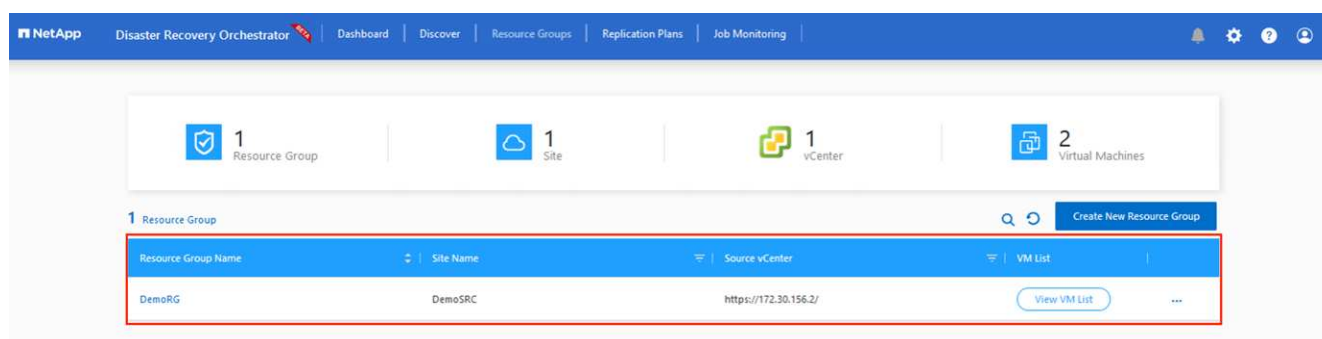 NetApp Disaster Recovery Orchestrator BETA Dashboard Discover Resource Groups Replication Plans Job Monitoring
1 Resource Group
1 Site
1 vCenter
2 Virtual Machines
1 Resource Group Create New Resource Group
Resource Group Name Site Name Source vCenter VM List
DemoRG DemoSRC https://172.30.156.2/ View VM List ...